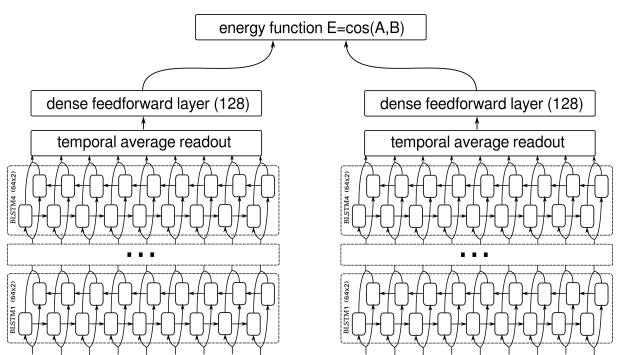 energy function E=cos(A,B)
dense feedforward layer (128)
dense feedforward layer (128)
temporal average readout
temporal average readout
BLSTM4 (64x2)
BLSTM4 (64x2)
...
...
BLSTM1 (64x2)
BLSTM1 (64x2)